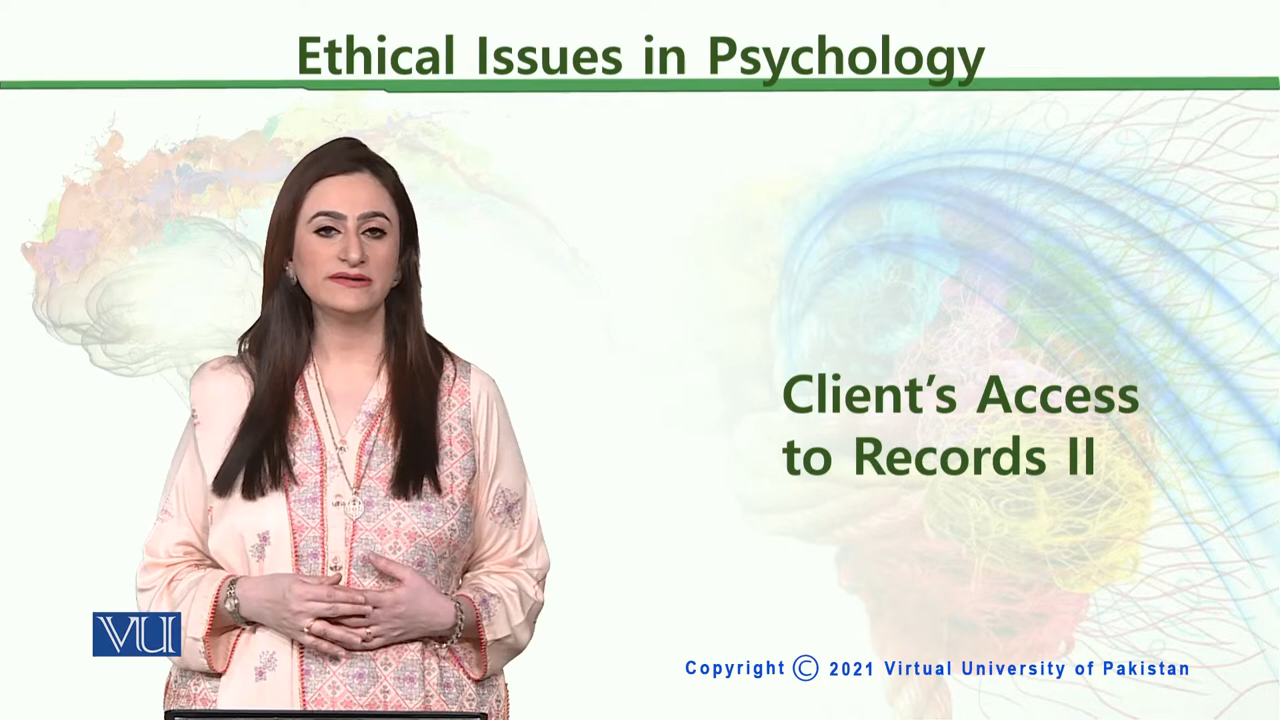 Ethical Issues in Psychology
Client’s Access
to Records II
VU
Copyright © 2021 Virtual University of Pakistan